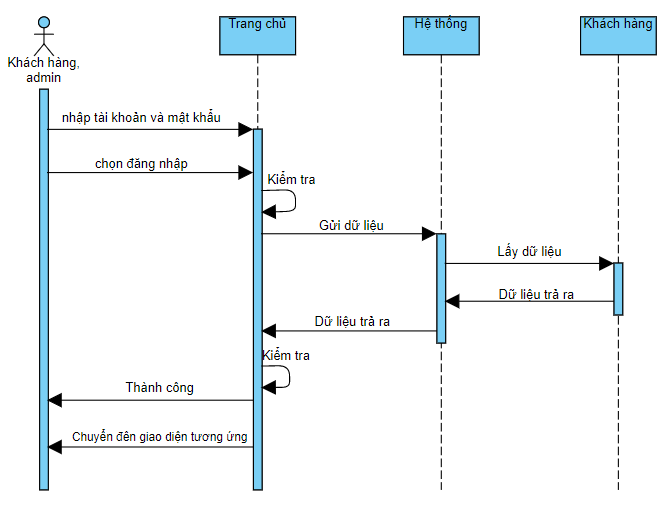 Trang chủ
Hệ thống
Khách hàng
Khách hàng,
admin
nhập tài khoản và mật khẩu
chọn đăng nhập
Kiểm tra
Gửi dữ liệu
Lấy dữ liệu
Dữ liệu trả ra
Dữ liệu trả ra
Kiểm tra
Thành công
Chuyển đên giao diện tương ứng